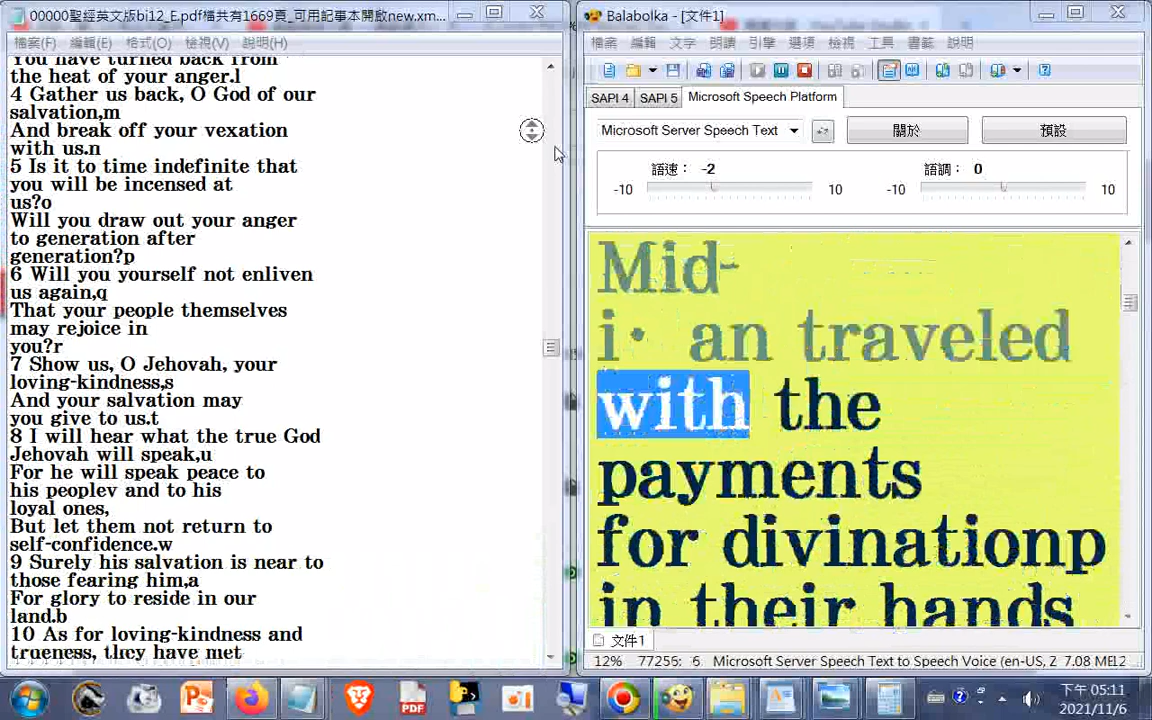 00000聖經英文版bi12_E.pdf檔共有1669頁_可用記事本開啟new.xm...
檔案(F) 編輯(E) 格式(O) 檢視(V) 說明(H)
You have turned back from
the heat of your anger.l
4 Gather us back, O God of our
salvation,m
And break off your vexation
with us.n
5 Is it to time indefinite that
you will be incensed at
us?o
Will you draw out your anger
to generation after
generation?p
6 Will you yourself not enliven
us again,q
That your people themselves
may rejoice in
you?r
7 Show us, O Jehovah, your
loving-kindness,s
And your salvation may
you give to us.t
8 I will hear what the true God
Jehovah will speak,u
For he will speak peace to
his peoplev and to his
loyal ones,
But let them not return to
self-confidence.w
9 Surely his salvation is near to
those fearing him,a
For glory to reside in our
land.b
10 As for loving-kindness and
trueness, they have met
Balabolka - [文件1]
檔案 編輯 文字 朗讀 引擎 選項 檢視 工具 書籤 說明
SAPI 4 SAPI 5 Microsoft Speech Platform
Microsoft Server Speech Text 關於 預設
語速: -2 語調: 0
-10 10 -10 10
Mid-
i· an traveled
with the
payments
for divinationp
in their hands
文件1
12% 77256: 6 Microsoft Server Speech Text to Speech Voice (en-US, Z 7.08 ME12
下午 05:11
2021/11/6